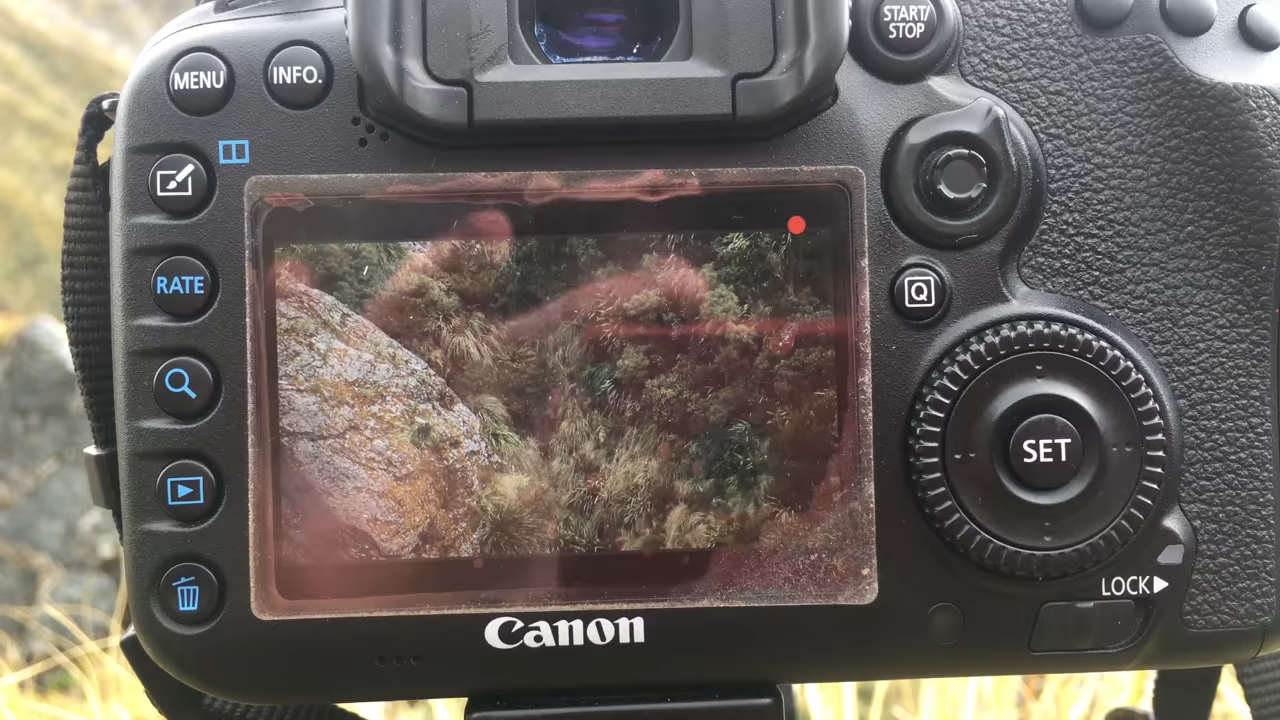 START/
STOP
MENU
INFO.
RATE
Q
SET
LOCK
Canon